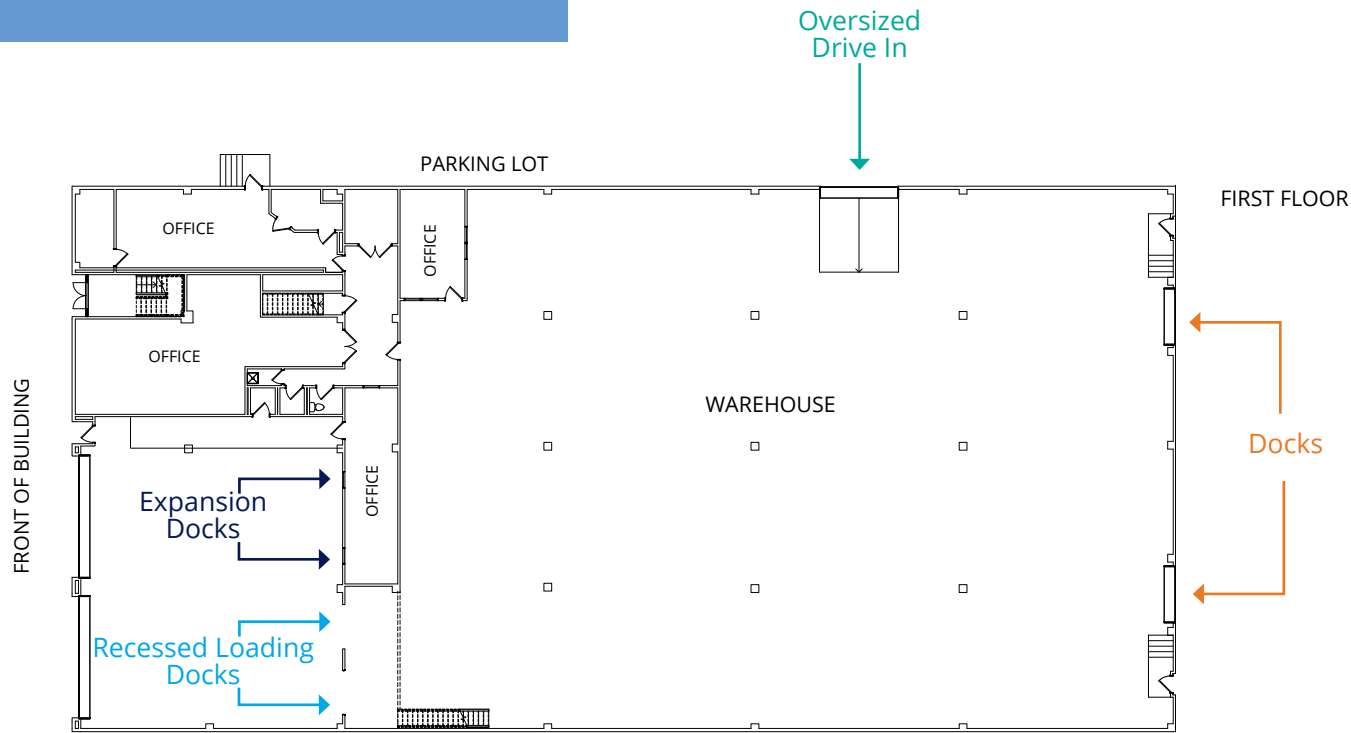 Oversized
Drive In
PARKING LOT
FIRST FLOOR
OFFICE
OFFICE
OFFICE
FRONT OF BUILDING
WAREHOUSE
Docks
Expansion
Docks
OFFICE
Recessed Loading
Docks